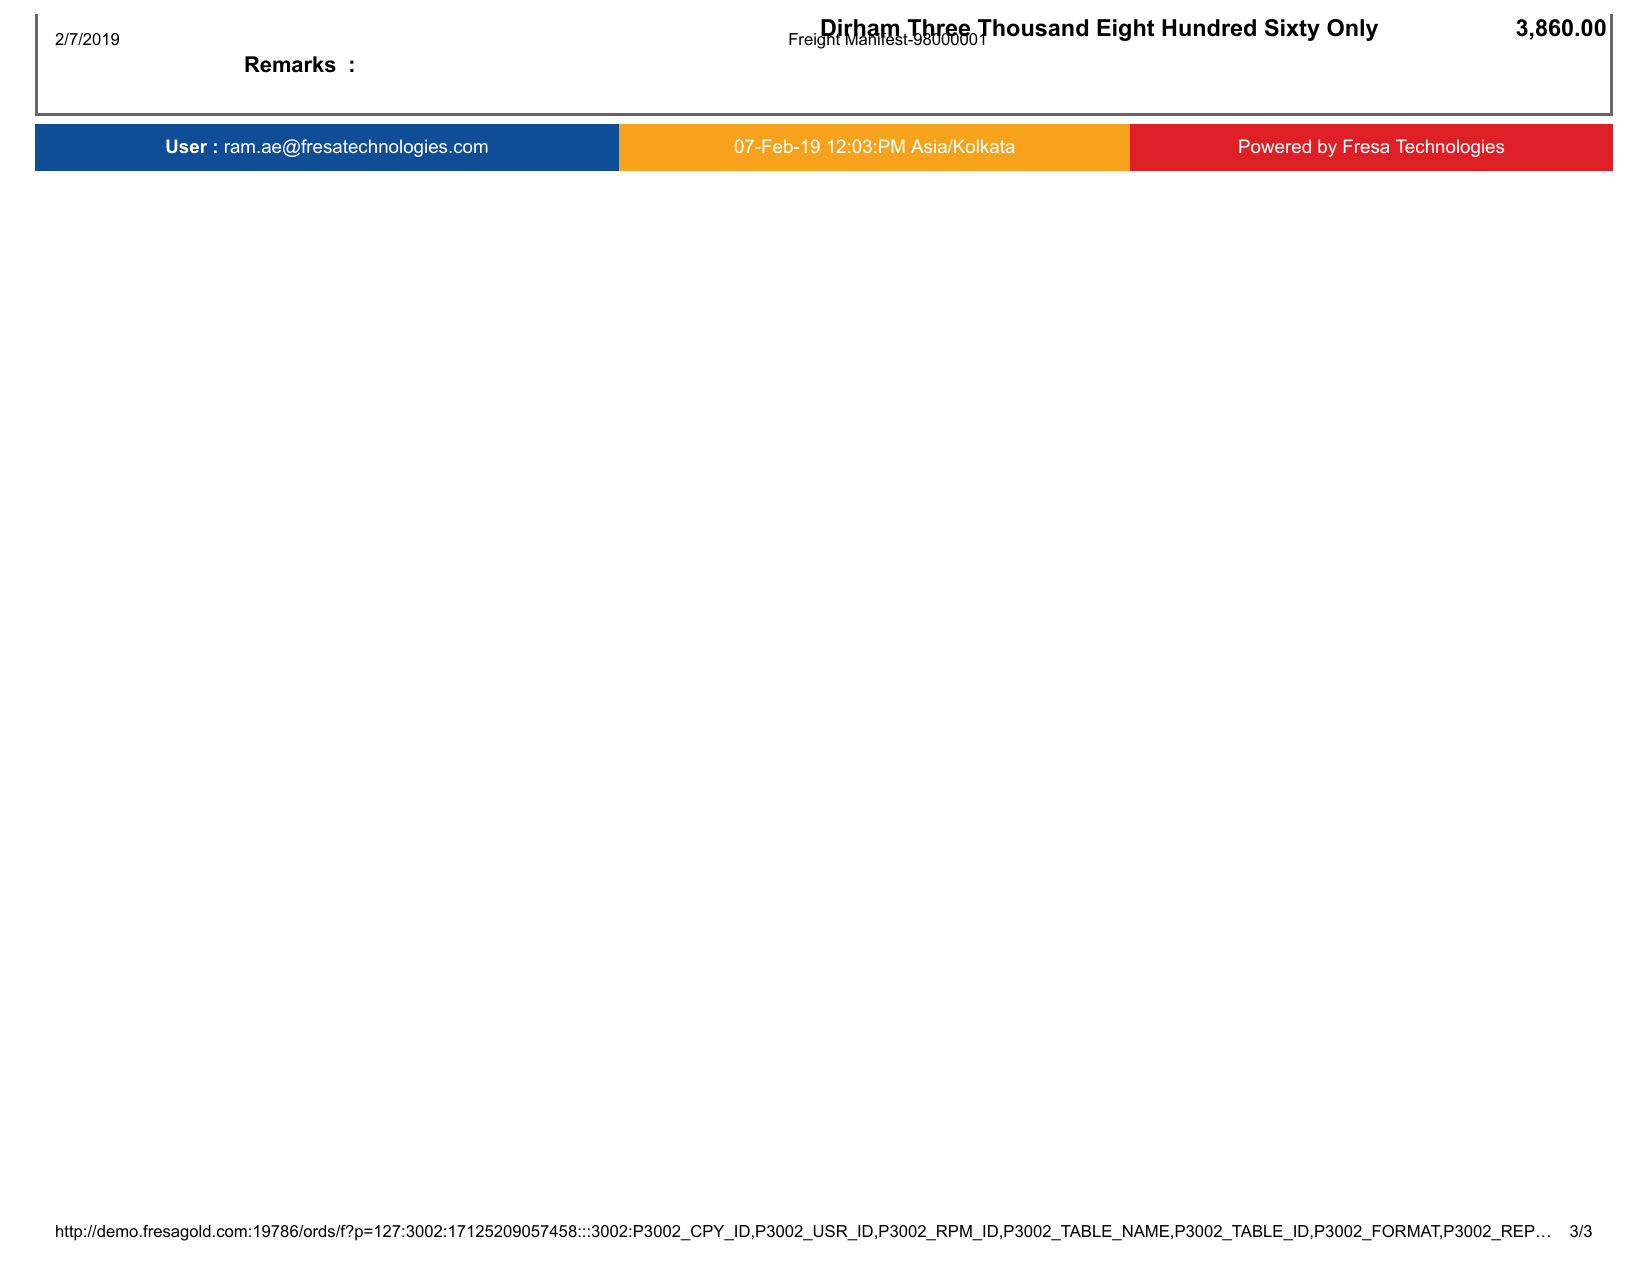 Dirham Three Thousand Eight Hundred Sixty Only 3,860.00
2/7/2019 Freight Manifest-98000001
Remarks :
User : ram.ae@fresatechnologies.com 07-Feb-19 12:03:PM Asia/Kolkata Powered by Fresa Technologies
http://demo.fresagold.com:19786/ords/f?p=127:3002:17125209057458:::3002:P3002_CPY_ID,P3002_USR_ID,P3002_RPM_ID,P3002_TABLE_NAME,P3002_TABLE_ID,P3002_FORMAT,P3002_REP… 3/3